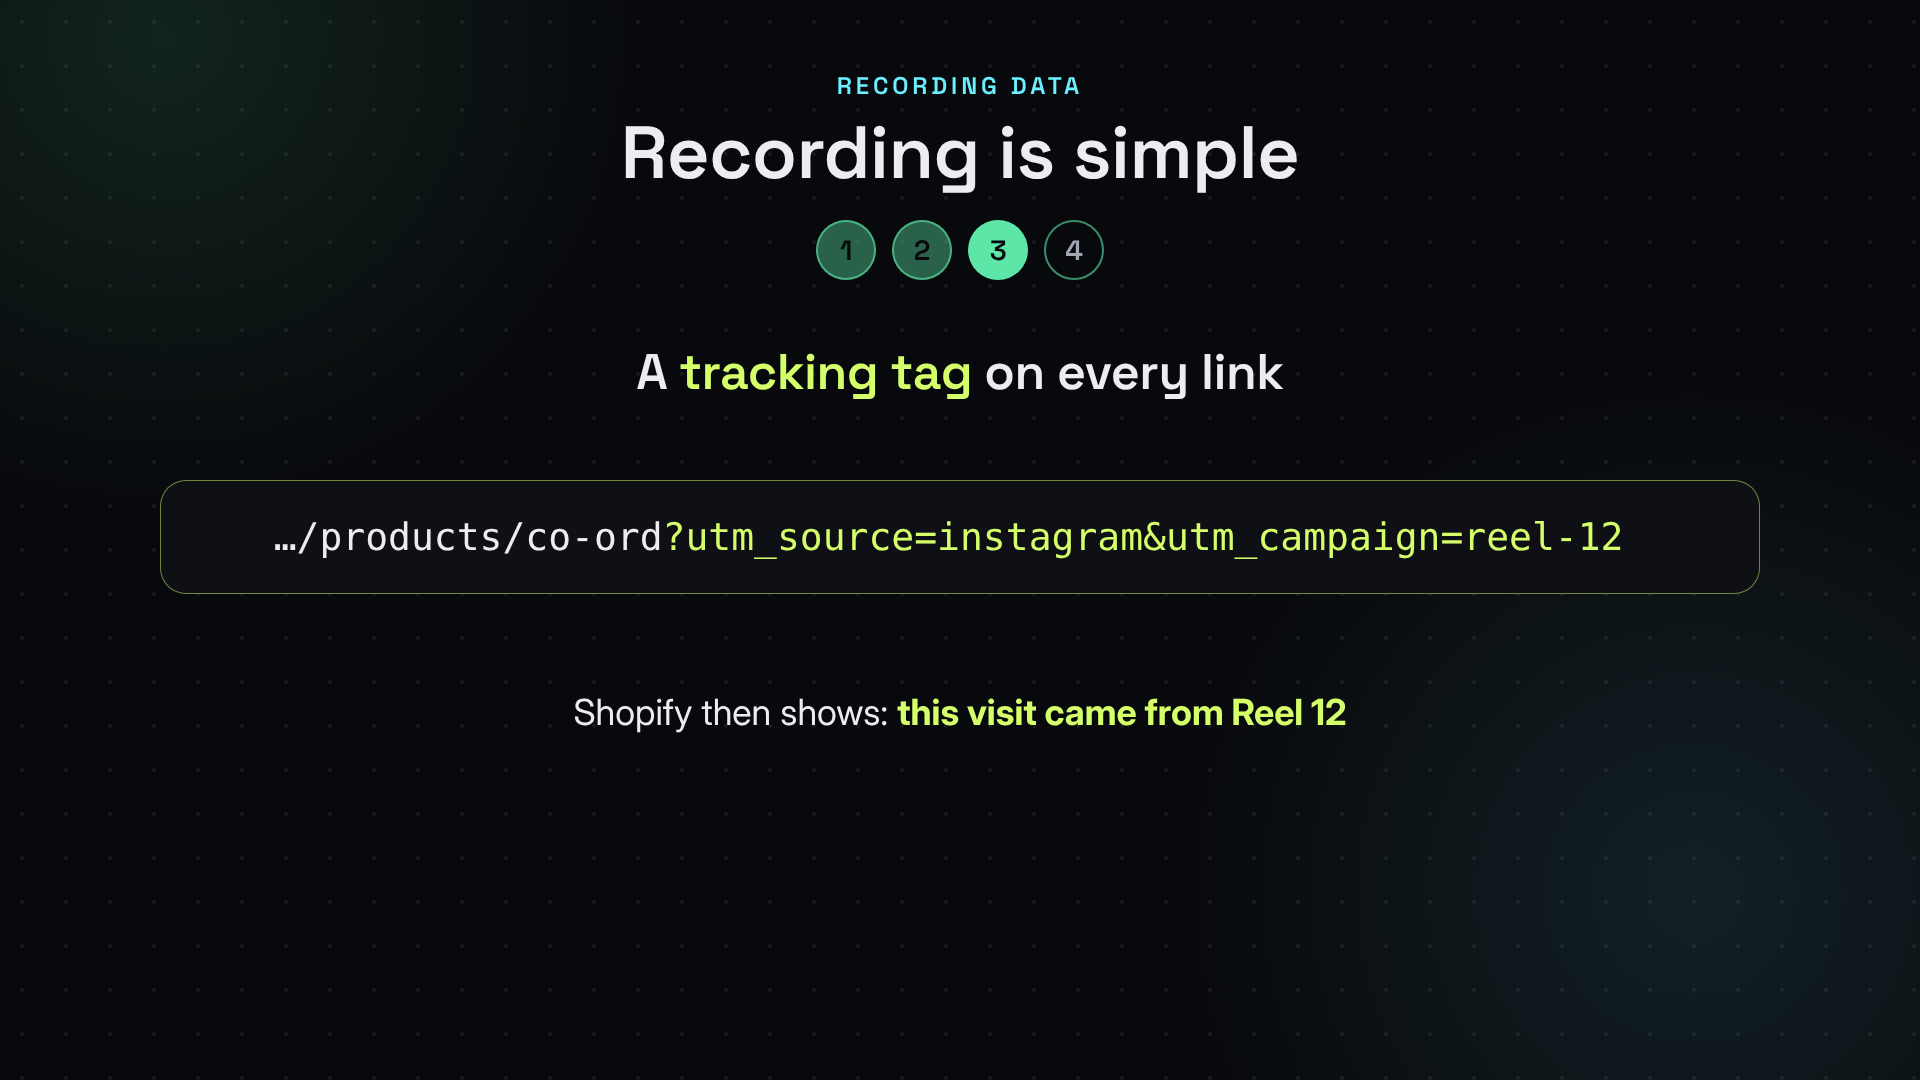 RECORDING DATA
Recording is simple
1 2 3 4
A tracking tag on every link
…/products/co-ord?utm_source=instagram&utm_campaign=reel-12
Shopify then shows: this visit came from Reel 12